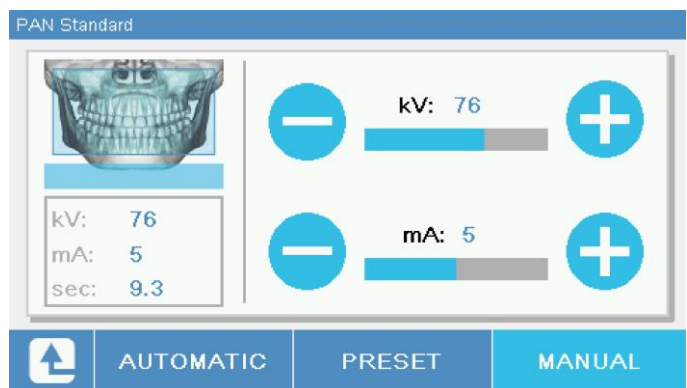 PAN Standard
kV: 76
mA: 5
sec: 9.3
kV: 76
mA: 5
AUTOMATIC
PRESET
MANUAL